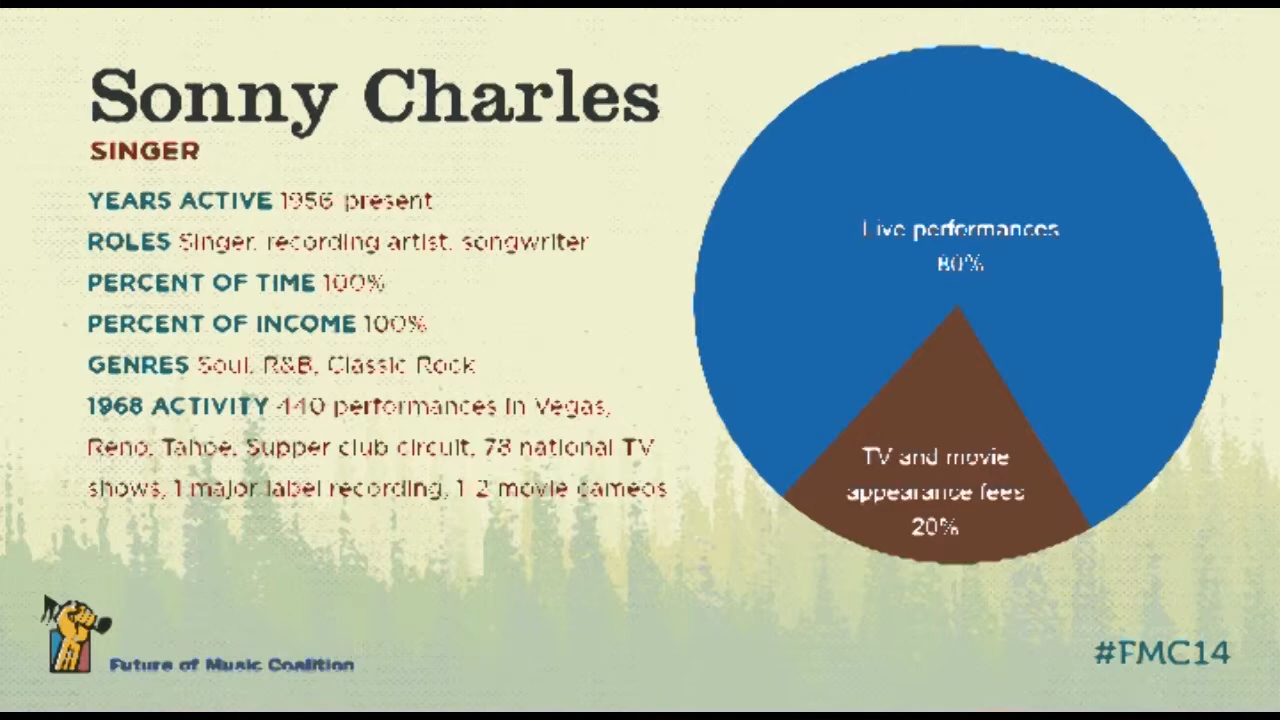 Sonny Charles
SINGER
YEARS ACTIVE 1956-present
ROLES Singer, recording artist, songwriter
PERCENT OF TIME 100%
PERCENT OF INCOME 100%
GENRES Soul, R&B, Classic Rock
1968 ACTIVITY 440 performances in Vegas,
Reno, Tahoe, Supper club circuit, 78 national TV
shows, 1 major label recording, 1-2 movie cameos
Live performances
80%
TV and movie
appearance fees
20%
Future of Music Coalition
#FMC14